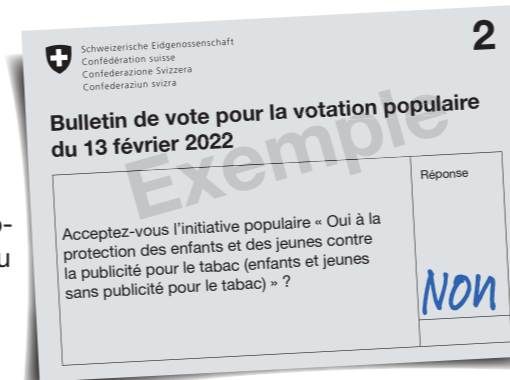 2
Schweizerische Eidgenossenschaft
Confédération suisse
Confederazione Svizzera
Confederaziun svizra
Bulletin de vote pour la votation populaire
du 13 février 2022
Exemple
Réponse
Acceptez-vous l'initiative populaire « Oui à la
protection des enfants et des jeunes contre
la publicité pour le tabac (enfants et jeunes
sans publicité pour le tabac) » ?
Non
o-
u